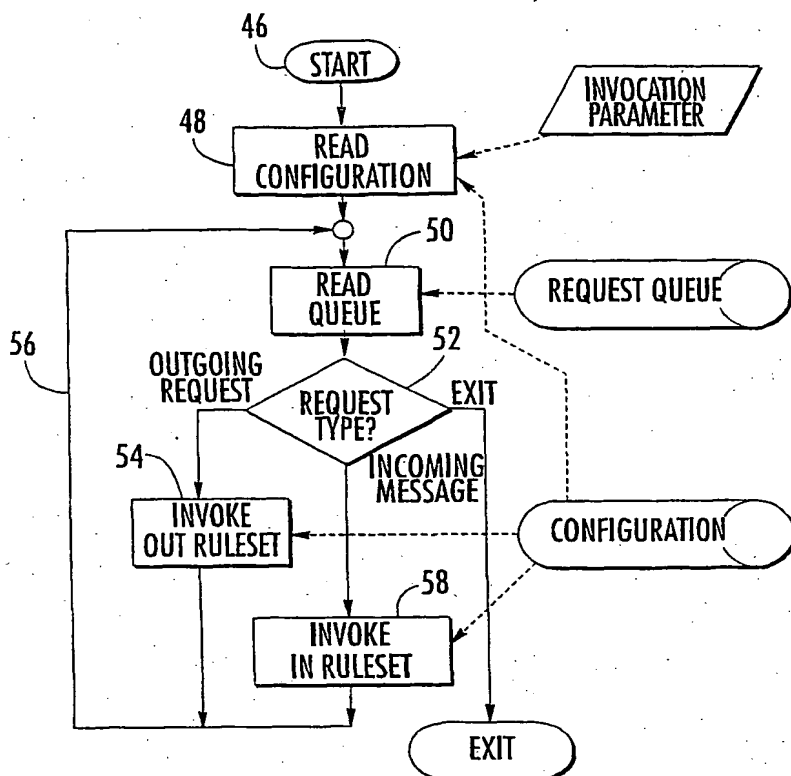 46
START
INVOCATION
PARAMETER
48
READ
CONFIGURATION
50
READ
QUEUE
REQUEST QUEUE
56
52
OUTGOING
REQUEST
EXIT
REQUEST
TYPE?
INCOMING
MESSAGE
54
INVOKE
OUT RULESET
CONFIGURATION
58
INVOKE
IN RULESET
EXIT